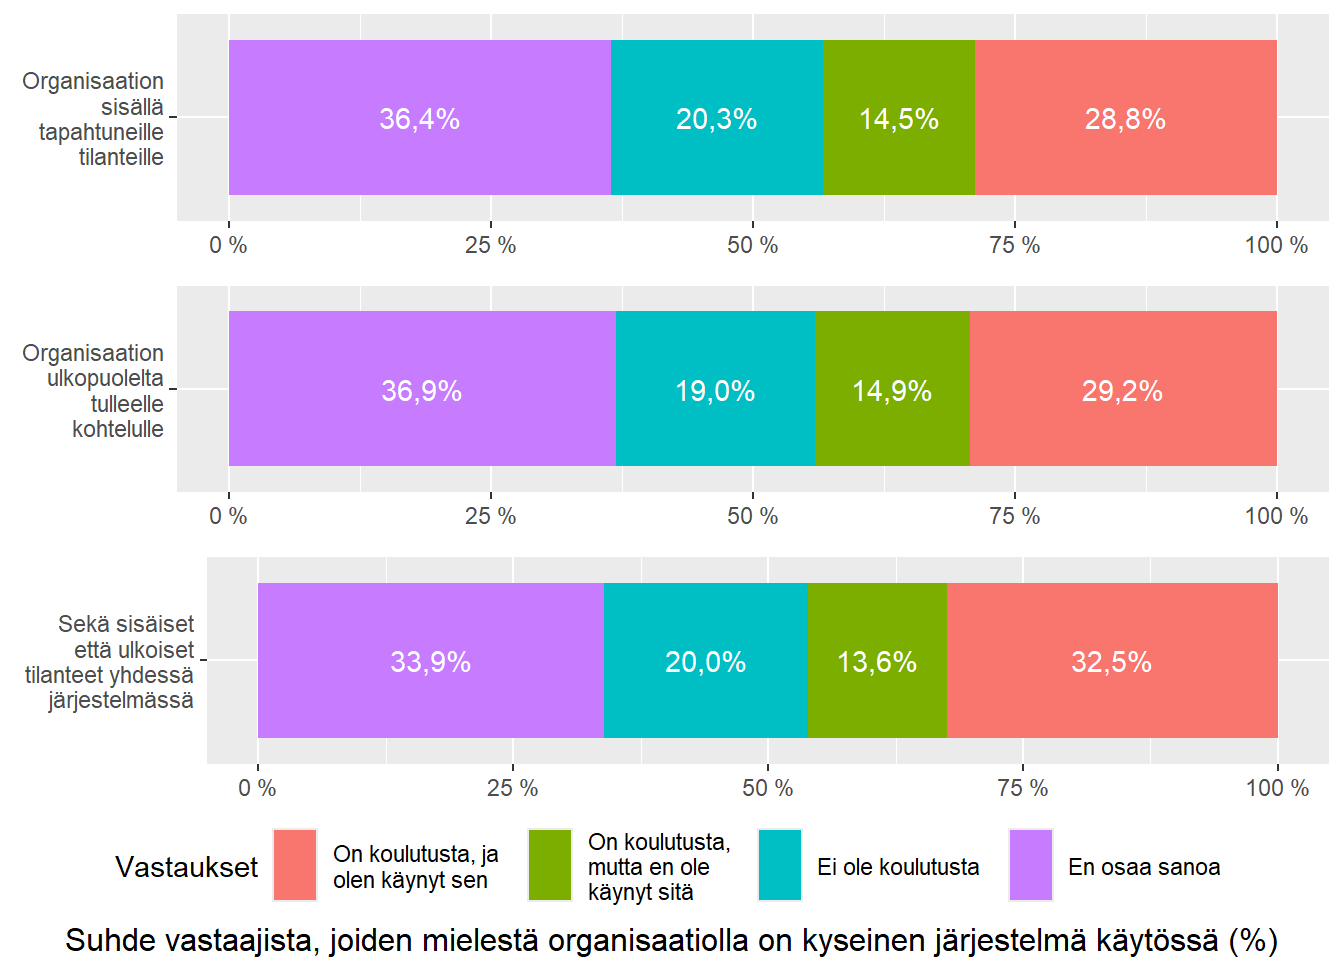 Organisaation
sisällä
tapahtuneille
tilanteille
36,4% 20,3% 14,5% 28,8%
0 % 25 % 50 % 75 % 100 %
Organisaation
ulkopuolelta
tulleelle
kohtelulle
36,9% 19,0% 14,9% 29,2%
0 % 25 % 50 % 75 % 100 %
Sekä sisäiset
että ulkoiset
tilanteet yhdessä
järjestelmässä
33,9% 20,0% 13,6% 32,5%
0 % 25 % 50 % 75 % 100 %
Vastaukset
On koulutusta, ja
olen käynyt sen
On koulutusta,
mutta en ole
käynyt sitä
Ei ole koulutusta
En osaa sanoa
Suhde vastaajista, joiden mielestä organisaatiolla on kyseinen järjestelmä käytössä (%)